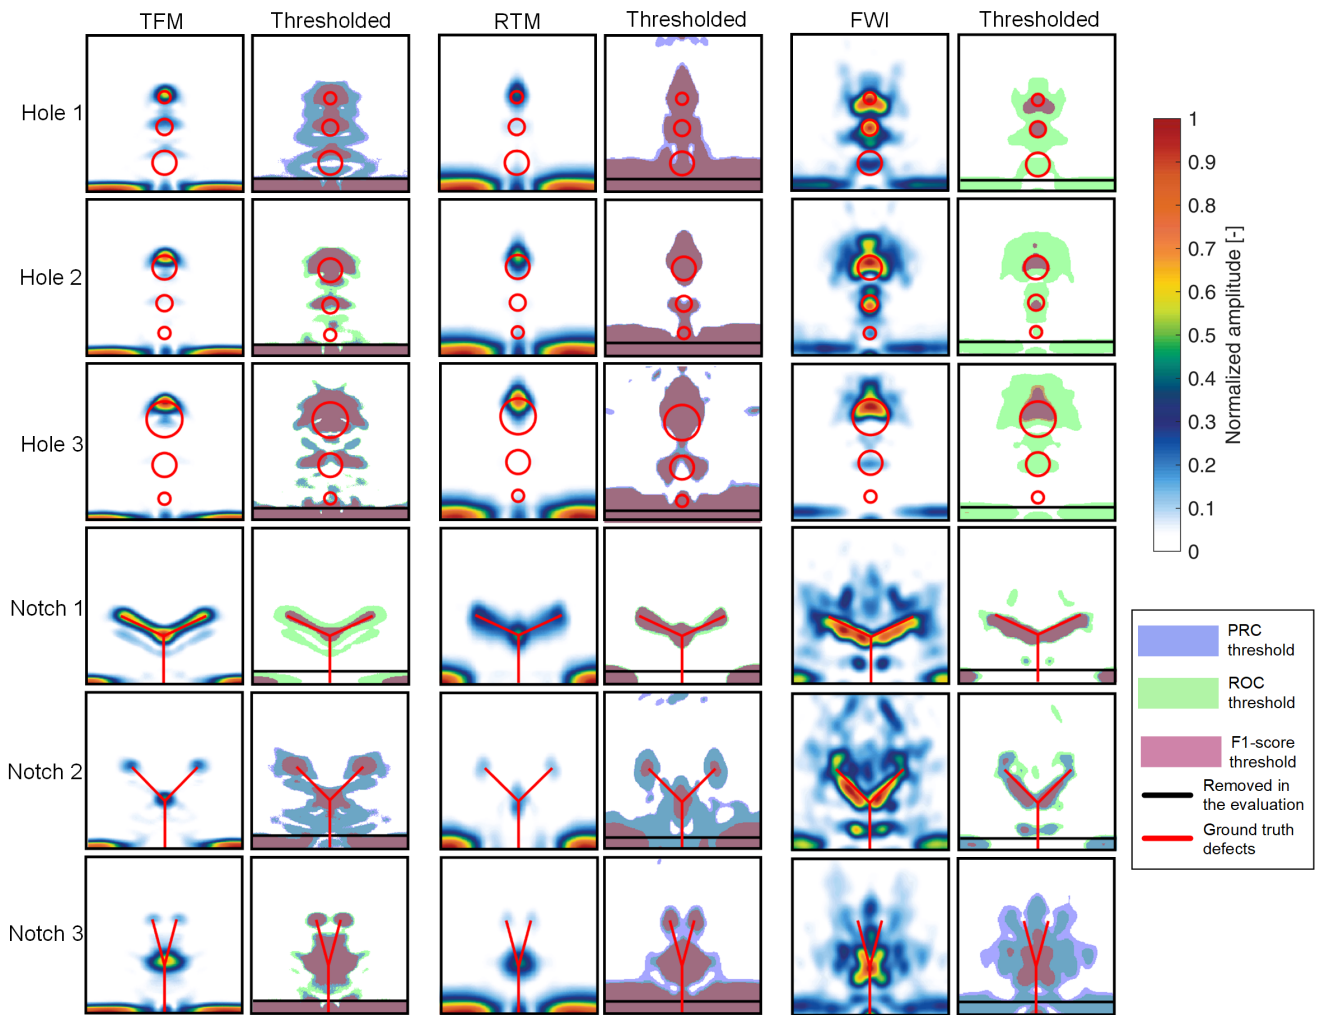 TFM Thresholded RTM Thresholded FWI Thresholded
Hole 1
Hole 2
Hole 3
Notch 1
Notch 2
Notch 3
1
0.9
0.8
0.7
0.6
0.5
0.4
0.3
0.2
0.1
0
Normalized amplitude [-]
PRC
threshold
ROC
threshold
F1-score
threshold
Removed in
the evaluation
Ground truth
defects